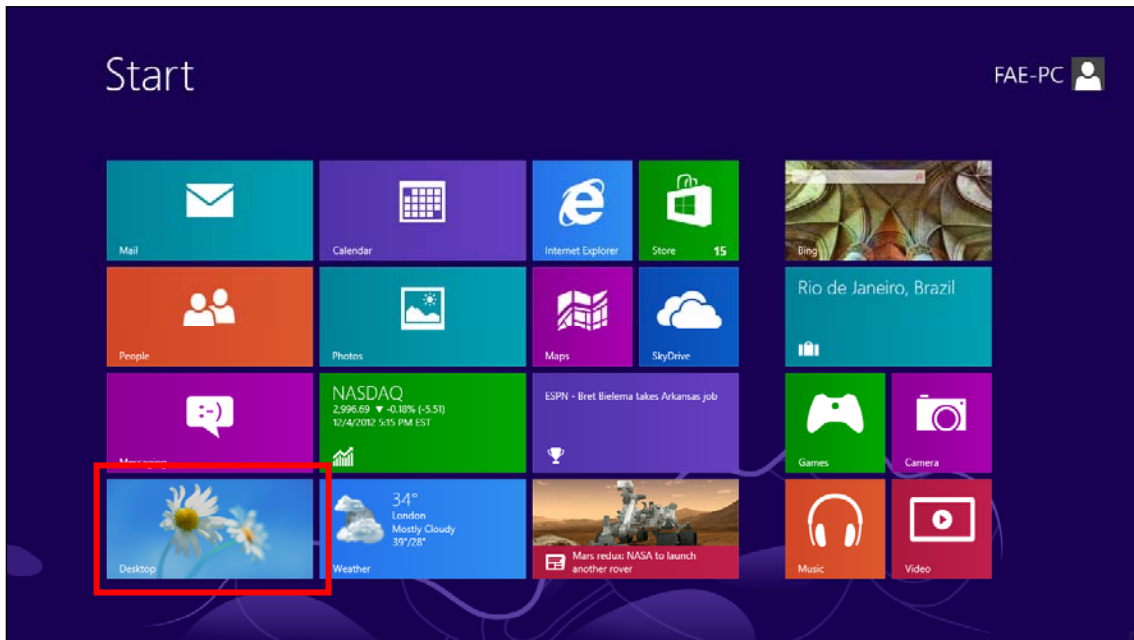 Start
FAE-PC
Mail
Calendar
Internet Explorer
Store 15
Bing
People
Photos
Maps
SkyDrive
Rio de Janeiro, Brazil
Messaging
NASDAQ
2,996.69 ▼ -0.18% (-5.51)
12/4/2012 5:15 PM EST
ESPN - Bret Bielema takes Arkansas job
Games
Camera
Desktop
34°
London
Mostly Cloudy
39°/28°
Weather
Mars redux: NASA to launch
another rover
Music
Video